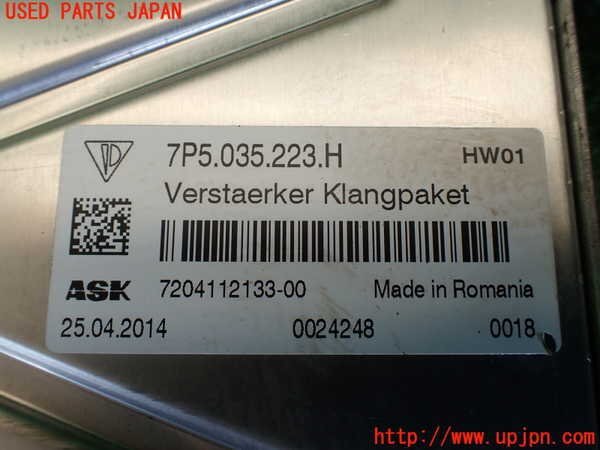 USED PARTS JAPAN
7P5.035.223.H HW01
Verstaerker Klangpaket
ASK 7204112133-00 Made in Romania
25.04.2014 0024248 0018
http://www.upjpn.com/